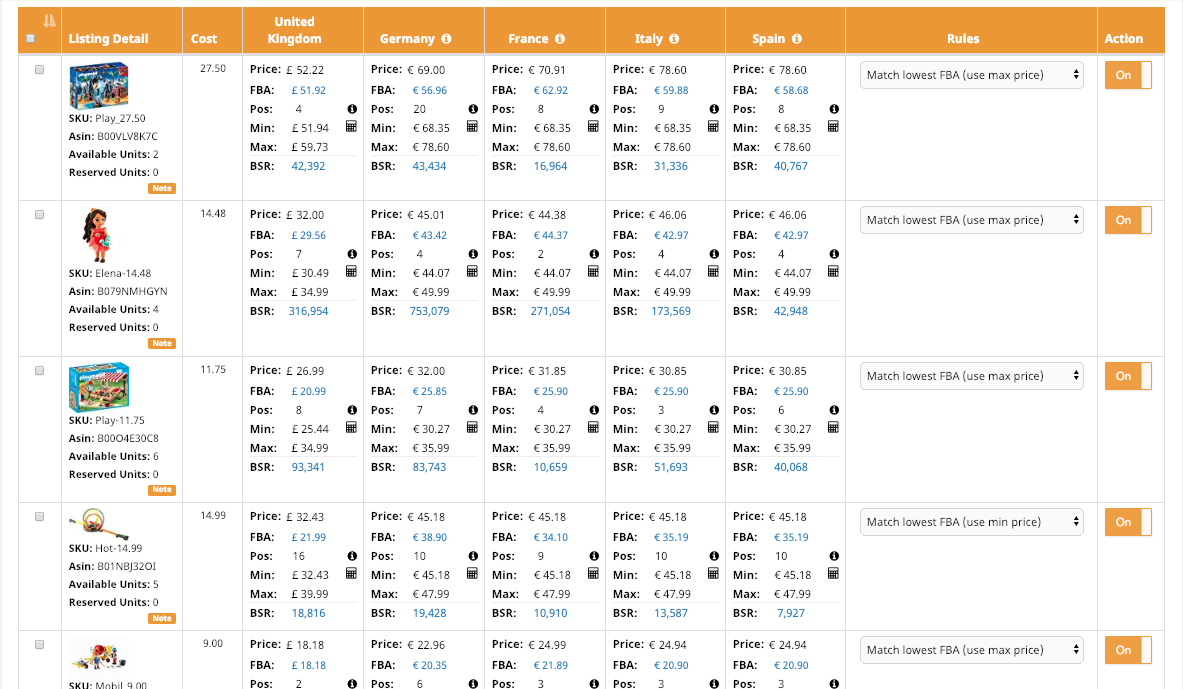 Listing Detail Cost United Kingdom Germany France Italy Spain Rules Action
27.50
Price: £ 52.22 Price: € 69.00 Price: € 70.91 Price: € 78.60 Price: € 78.60 Match lowest FBA (use max price) On
FBA: £ 51.92 FBA: € 56.96 FBA: € 62.92 FBA: € 59.88 FBA: € 58.68
Pos: 4 Pos: 20 Pos: 8 Pos: 9 Pos: 8
SKU: Play_27.50 Min: £ 51.94 Min: € 68.35 Min: € 68.35 Min: € 68.35 Min: € 68.35
Asin: B00VLV8K7C Max: £ 59.73 Max: € 78.60 Max: € 78.60 Max: € 78.60 Max: € 78.60
Available Units: 2 BSR: 42,392 BSR: 43,434 BSR: 16,964 BSR: 31,336 BSR: 40,767
Reserved Units: 0
Note
14.48
Price: £ 32.00 Price: € 45.01 Price: € 44.38 Price: € 46.06 Price: € 46.06 Match lowest FBA (use max price) On
FBA: £ 29.56 FBA: € 43.42 FBA: € 44.37 FBA: € 42.97 FBA: € 42.97
Pos: 7 Pos: 4 Pos: 2 Pos: 4 Pos: 4
SKU: Elena-14.48 Min: £ 30.49 Min: € 44.07 Min: € 44.07 Min: € 44.07 Min: € 44.07
Asin: B079NMHGYN Max: £ 34.99 Max: € 49.99 Max: € 49.99 Max: € 49.99 Max: € 49.99
Available Units: 4 BSR: 316,954 BSR: 753,079 BSR: 271,054 BSR: 173,569 BSR: 42,948
Reserved Units: 0
Note
11.75
Price: £ 26.99 Price: € 32.00 Price: € 31.85 Price: € 30.85 Price: € 30.85 Match lowest FBA (use max price) On
FBA: £ 20.99 FBA: € 25.85 FBA: € 25.90 FBA: € 25.90 FBA: € 25.90
Pos: 8 Pos: 7 Pos: 4 Pos: 3 Pos: 6
SKU: Play-11.75 Min: £ 25.44 Min: € 30.27 Min: € 30.27 Min: € 30.27 Min: € 30.27
Asin: B00O4E30C8 Max: £ 34.99 Max: € 35.99 Max: € 35.99 Max: € 35.99 Max: € 35.99
Available Units: 6 BSR: 93,341 BSR: 83,743 BSR: 10,659 BSR: 51,693 BSR: 40,068
Reserved Units: 0
Note
14.99
Price: £ 32.43 Price: € 45.18 Price: € 45.18 Price: € 45.18 Price: € 45.18 Match lowest FBA (use min price) On
FBA: £ 21.99 FBA: € 38.90 FBA: € 34.10 FBA: € 35.19 FBA: € 35.19
SKU: Hot-14.99 Pos: 16 Pos: 10 Pos: 9 Pos: 10 Pos: 10
Asin: B01NBJ32OI Min: £ 32.43 Min: € 45.18 Min: € 45.18 Min: € 45.18 Min: € 45.18
Available Units: 5 Max: £ 39.99 Max: € 47.99 Max: € 47.99 Max: € 47.99 Max: € 47.99
Reserved Units: 0 BSR: 18,816 BSR: 19,428 BSR: 10,910 BSR: 13,587 BSR: 7,927
Note
9.00
Price: £ 18.18 Price: € 22.96 Price: € 24.99 Price: € 24.94 Price: € 24.94 Match lowest FBA (use max price) On
FBA: £ 18.18 FBA: € 20.35 FBA: € 21.89 FBA: € 20.90 FBA: € 20.90
SKU: Mobil_9.00 Pos: 2 Pos: 6 Pos: 3 Pos: 3 Pos: 3